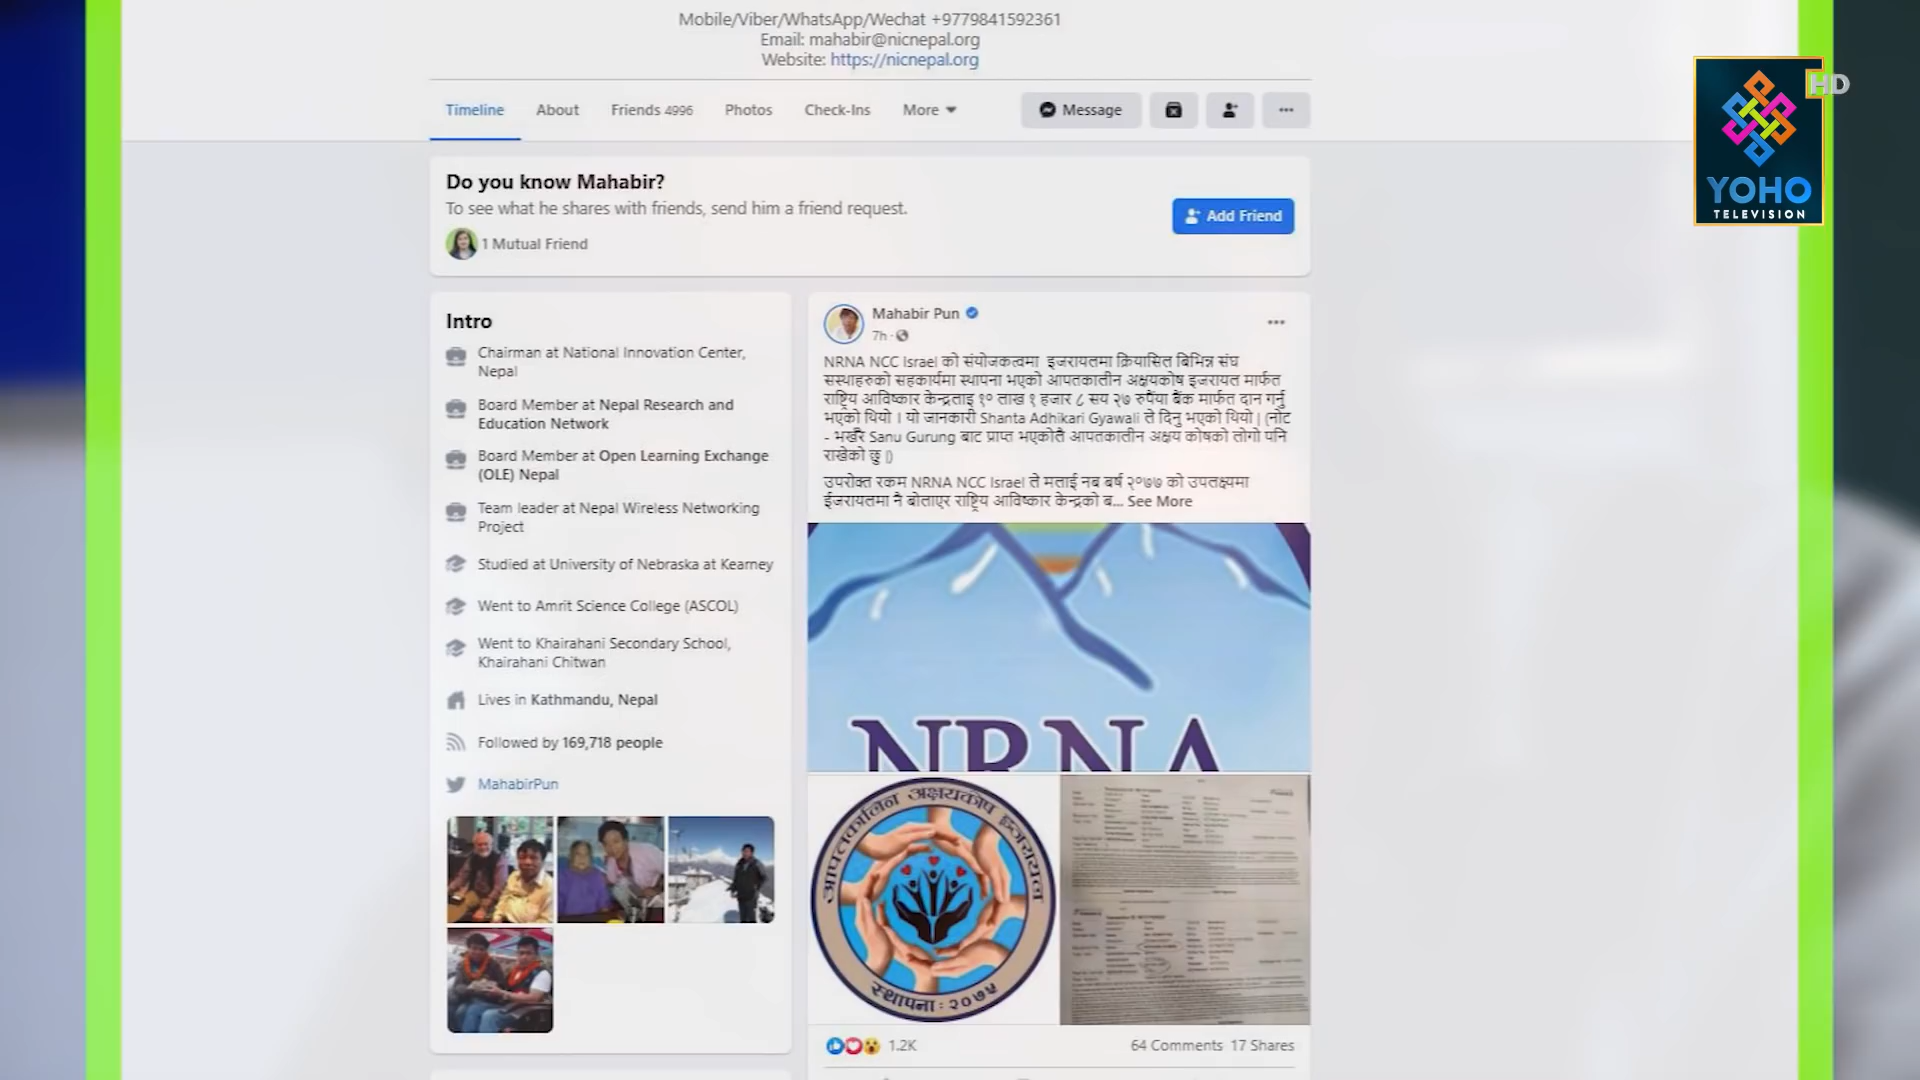 Mobile/Viber/WhatsApp/Wechat +9779841592361
Email: mahabir@nicnepal.org
Website: https://nicnepal.org
HD
YOHO
TELEVISION
Timeline About Friends 4996 Photos Check-Ins More Message
Do you know Mahabir?
To see what he shares with friends, send him a friend request.
Add Friend
1 Mutual Friend
Intro
Chairman at National Innovation Center,
Nepal
Board Member at Nepal Research and
Education Network
Board Member at Open Learning Exchange
(OLE) Nepal
Team leader at Nepal Wireless Networking
Project
Studied at University of Nebraska at Kearney
Went to Amrit Science College (ASCOL)
Went to Khairahani Secondary School,
Khairahani Chitwan
Lives in Kathmandu, Nepal
Followed by 169,718 people
MahabirPun
Mahabir Pun
7h
NRNA NCC Israel को संयोजकत्वमा इजरायलमा क्रियासिल बिभिन्न संघ
सस्थाहरुको सहकार्यमा स्थापना भएको आपतकालीन अक्षयकोष इजरायल मार्फत
राष्ट्रिय आविष्कार केन्द्रलाइ १० लाख १ हजार ८ सय २७ रुपैंया बैंक मार्फत दान गर्नु
भएको थियो । यो जानकारी Shanta Adhikari Gyawali ले दिनु भएको थियो | (नोट
- भर्खरै Sanu Gurung बाट प्राप्त भएकोले आपतकालीन अक्षय कोषको लोगो पनि
राखेको छु |)
उपरोक्त रकम NRNA NCC Israel ले मलाई नब बर्ष २०७७ को उपलक्ष्यमा
ईजरायलमा नै बोलाएर राष्ट्रिय आविष्कार केन्द्रको ब... See More
NRNA
आपतकालिन अक्षयकोष इजरायल
स्थापना: २०७५
1.2K
64 Comments 17 Shares